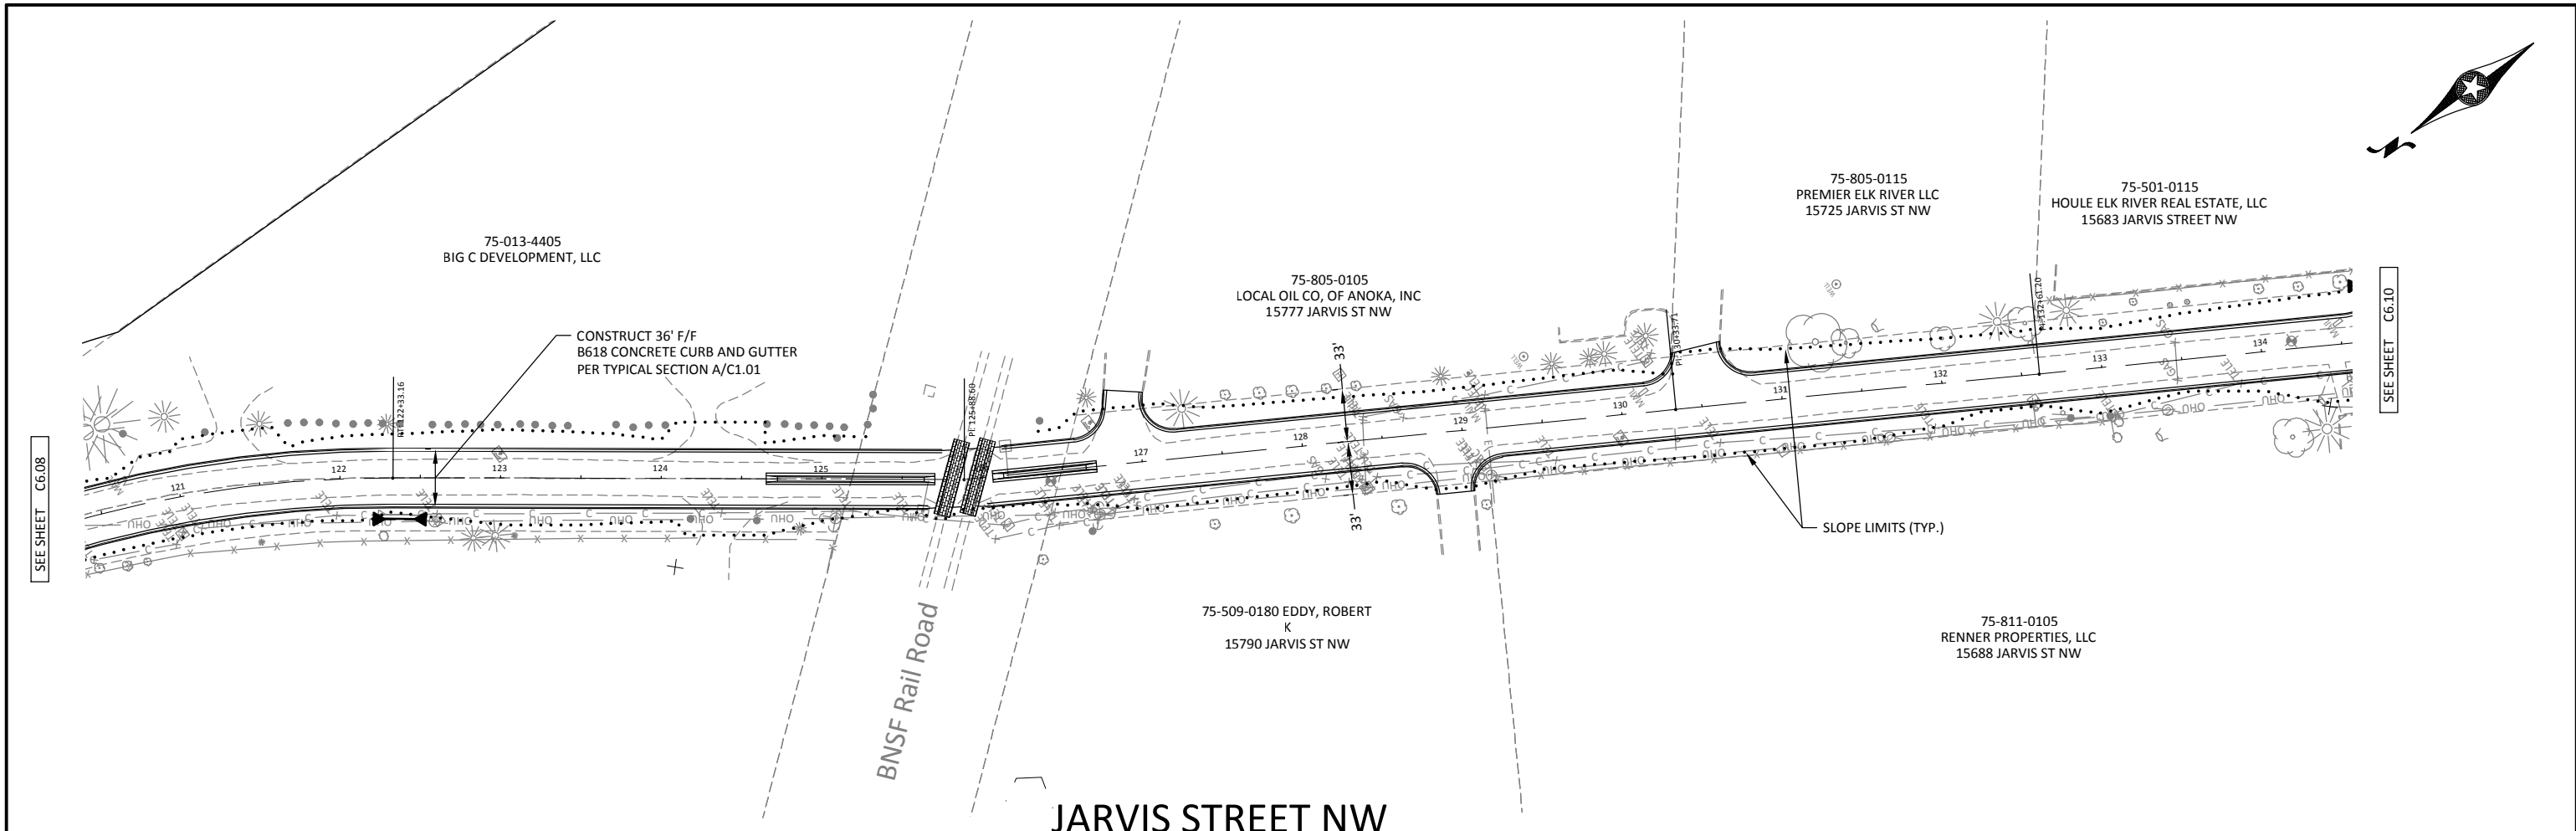 75-013-4405
BIG C DEVELOPMENT, LLC
CONSTRUCT 36' F/F
B618 CONCRETE CURB AND GUTTER
PER TYPICAL SECTION A/C1.01
75-805-0105
LOCAL OIL CO, OF ANOKA, INC
15777 JARVIS ST NW
75-805-0115
PREMIER ELK RIVER LLC
15725 JARVIS ST NW
75-501-0115
HOULE ELK RIVER REAL ESTATE, LLC
15683 JARVIS STREET NW
SEE SHEET C6.08
SEE SHEET C6.10
PI: 125+88.60
33'
33'
121
122
123
124
125
127
128
129
130
131
132
133
134
SLOPE LIMITS (TYP.)
BNSF Rail Road
75-509-0180 EDDY, ROBERT
K
15790 JARVIS ST NW
75-811-0105
RENNER PROPERTIES, LLC
15688 JARVIS ST NW
JARVIS STREET NW